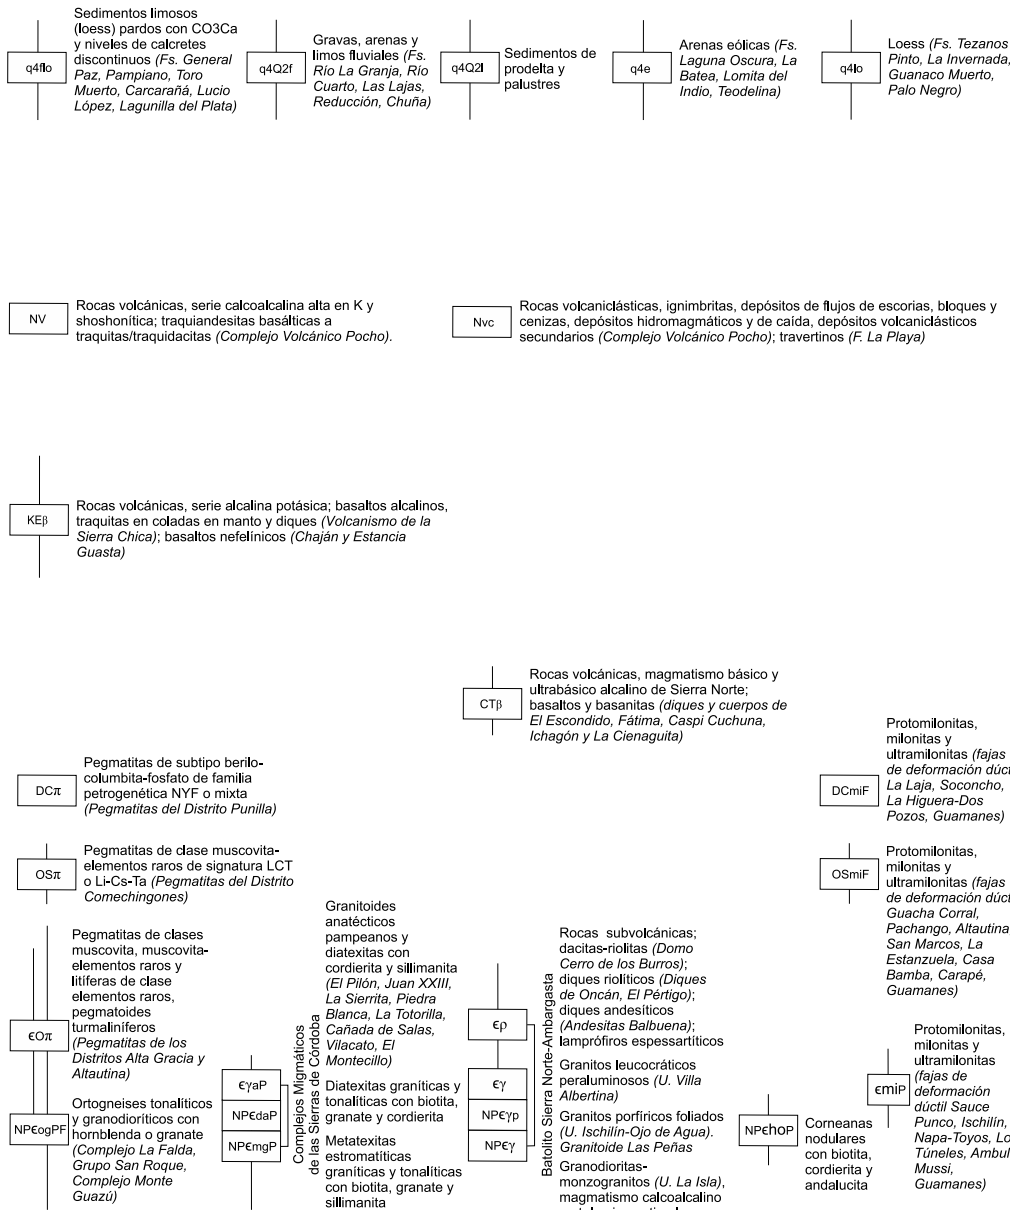 q4flo
Sedimentos limosos
(loess) pardos con CO3Ca
y niveles de calcretes
discontinuos (Fs. General
Paz, Pampiano, Toro
Muerto, Carcarañá, Lucio
López, Lagunilla del Plata)
q4Q2f
Gravas, arenas y
limos fluviales (Fs.
Río La Granja, Río
Cuarto, Las Lajas,
Reducción, Chuña)
q4Q2l
Sedimentos de
prodelta y
palustres
q4e
Arenas eólicas (Fs.
Laguna Oscura, La
Batea, Lomita del
Indio, Teodelina)
q4lo
Loess (Fs. Tezanos
Pinto, La Invernada,
Guanaco Muerto,
Palo Negro)
NV
Rocas volcánicas, serie calcoalcalina alta en K y
shoshonítica; traquiandesitas basálticas a
traquitas/traquidacitas (Complejo Volcánico Pocho).
Nvc
Rocas volcaniclásticas, ignimbritas, depósitos de flujos de escorias, bloques y
cenizas, depósitos hidromagmáticos y de caída, depósitos volcaniclásticos
secundarios (Complejo Volcánico Pocho); travertinos (F. La Playa)
KEβ
Rocas volcánicas, serie alcalina potásica; basaltos alcalinos,
traquitas en coladas en manto y diques (Volcanismo de la
Sierra Chica); basaltos nefelínicos (Chaján y Estancia
Guasta)
CTβ
Rocas volcánicas, magmatismo básico y
ultrabásico alcalino de Sierra Norte;
basaltos y basanitas (diques y cuerpos de
El Escondido, Fátima, Caspi Cuchuna,
Ichagón y La Cienaguita)
DCπ
Pegmatitas de subtipo berilo-
columbita-fosfato de familia
petrogenética NYF o mixta
(Pegmatitas del Distrito Punilla)
DCmiF
Protomilonitas,
milonitas y
ultramilonitas (fajas
de deformación dúct
La Laja, Soconcho,
La Higuera-Dos
Pozos, Guamanes)
OSπ
Pegmatitas de clase muscovita-
elementos raros de signatura LCT
o Li-Cs-Ta (Pegmatitas del Distrito
Comechingones)
OSmiF
Protomilonitas,
milonitas y
ultramilonitas (fajas
de deformación dúct
Guacha Corral,
Pachango, Altautina
San Marcos, La
Estanzuela, Casa
Bamba, Carapé,
Guamanes)
ЄOπ
Pegmatitas de clases
muscovita, muscovita-
elementos raros y
litíferas de clase
elementos raros,
pegmatoides
turmaliníferos
(Pegmatitas de los
Distritos Alta Gracia y
Altautina)
NPЄogPF
Ortogneises tonalíticos
y granodioríticos con
hornblenda o granate
(Complejo La Falda,
Grupo San Roque,
Complejo Monte
Guazú)
ЄγaP
NPЄdaP
NPЄmgP
Complejos Migmáticos
de las Sierras de Córdoba
Granitoides
anatécticos
pampeanos y
diatexitas con
cordierita y sillimanita
(El Pilón, Juan XXIII,
La Sierrita, Piedra
Blanca, La Totorilla,
Cañada de Salas,
Vilacato, El
Montecillo)
Diatexitas graníticas y
tonalíticas con biotita,
granate y cordierita
Metatexitas
estromatíticas
graníticas y tonalíticas
con biotita, granate y
sillimanita
Єρ
Єγ
NPЄγp
NPЄγ
Batolito Sierra Norte-Ambargasta
Rocas subvolcánicas;
dacitas-riolitas (Domo
Cerro de los Burros);
diques riolíticos (Diques
de Oncán, El Pértigo);
diques andesíticos
(Andesitas Balbuena);
lamprófiros espessartíticos
Granitos leucocráticos
peraluminosos (U. Villa
Albertina)
Granitos porfíricos foliados
(U. Ischilín-Ojo de Agua).
Granitoide Las Peñas
Granodioritas-
monzogranitos (U. La Isla),
magmatismo calcoalcalino
NPЄhoP
Corneanas
nodulares
con biotita,
cordierita y
andalucita
ЄmiP
Protomilonitas,
milonitas y
ultramilonitas
(fajas de
deformación
dúctil Sauce
Punco, Ischilín,
Napa-Toyos, Lo
Túneles, Ambul
Mussi,
Guamanes)